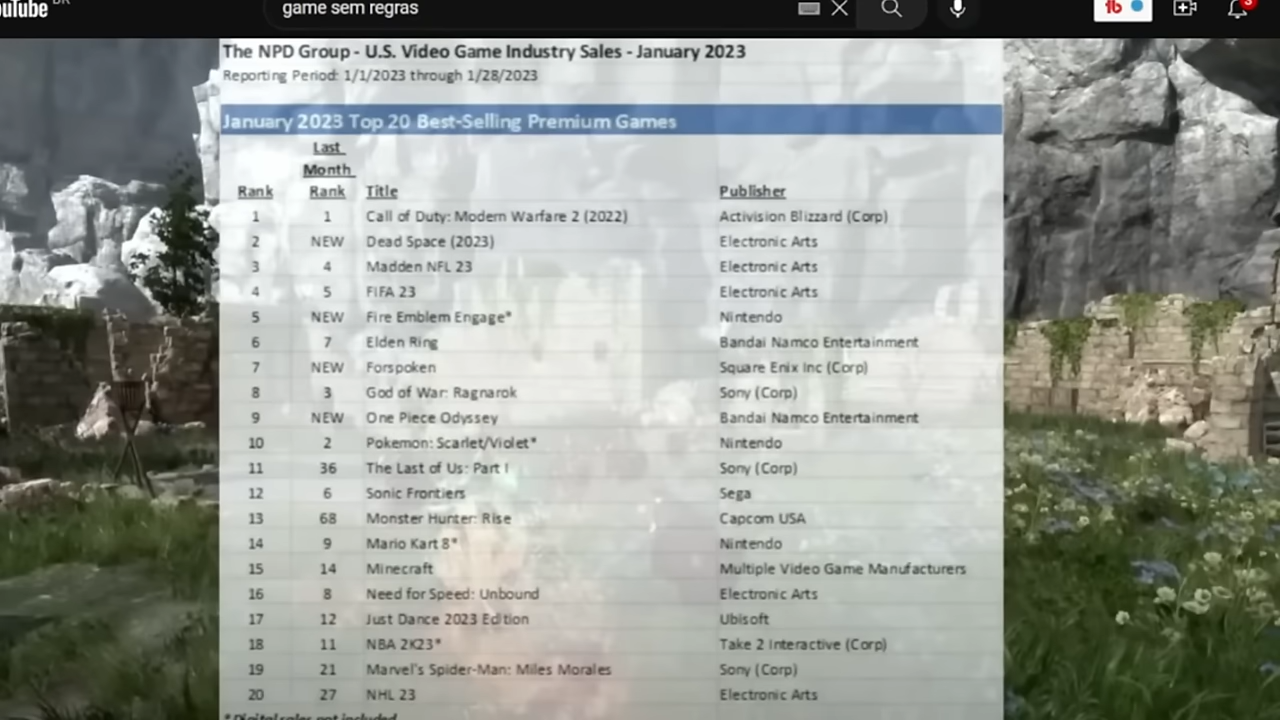 YouTube BR game sem regras 3
The NPD Group - U.S. Video Game Industry Sales - January 2023
Reporting Period: 1/1/2023 through 1/28/2023
January 2023 Top 20 Best-Selling Premium Games
Last
Month
Rank Rank Title Publisher
1 1 Call of Duty: Modern Warfare 2 (2022) Activision Blizzard (Corp)
2 NEW Dead Space (2023) Electronic Arts
3 4 Madden NFL 23 Electronic Arts
4 5 FIFA 23 Electronic Arts
5 NEW Fire Emblem Engage* Nintendo
6 7 Elden Ring Bandai Namco Entertainment
7 NEW Forspoken Square Enix Inc (Corp)
8 3 God of War: Ragnarok Sony (Corp)
9 NEW One Piece Odyssey Bandai Namco Entertainment
10 2 Pokemon: Scarlet/Violet* Nintendo
11 36 The Last of Us: Part I Sony (Corp)
12 6 Sonic Frontiers Sega
13 68 Monster Hunter: Rise Capcom USA
14 9 Mario Kart 8* Nintendo
15 14 Minecraft Multiple Video Game Manufacturers
16 8 Need for Speed: Unbound Electronic Arts
17 12 Just Dance 2023 Edition Ubisoft
18 11 NBA 2K23* Take 2 Interactive (Corp)
19 21 Marvel's Spider-Man: Miles Morales Sony (Corp)
20 27 NHL 23 Electronic Arts
* Digital sales not included